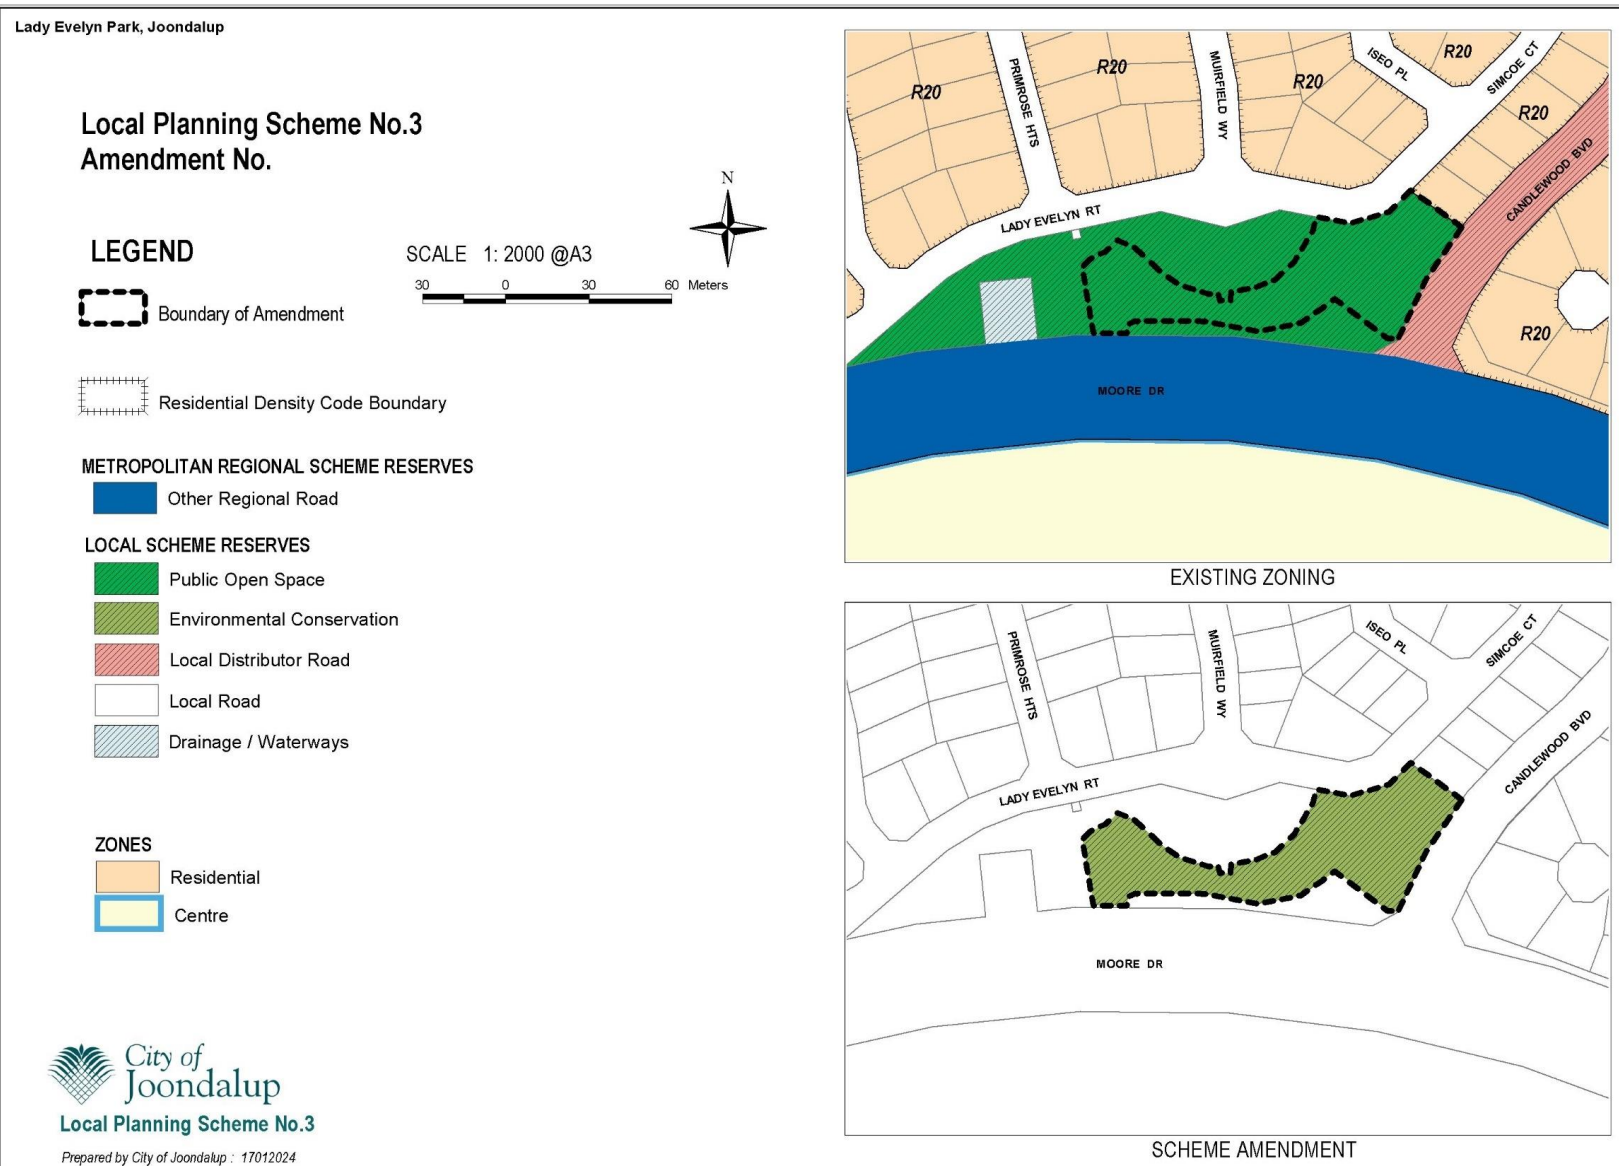 Lady Evelyn Park, Joondalup
Local Planning Scheme No.3
Amendment No.
LEGEND
SCALE 1: 2000 @A3
N
30 0 30 60 Meters
Boundary of Amendment
Residential Density Code Boundary
METROPOLITAN REGIONAL SCHEME RESERVES
Other Regional Road
LOCAL SCHEME RESERVES
Public Open Space
Environmental Conservation
Local Distributor Road
Local Road
Drainage / Waterways
ZONES
Residential
Centre
City of
Joondalup
Local Planning Scheme No.3
Prepared by City of Joondalup : 17012024
R20
PRIMROSE HTS
R20
MUIRFIELD WY
R20
ISEO PL
R20
SIMCOE CT
R20
CANDLEWOOD BVD
LADY EVELYN RT
R20
MOORE DR
EXISTING ZONING
PRIMROSE HTS
MUIRFIELD WY
ISEO PL
SIMCOE CT
CANDLEWOOD BVD
LADY EVELYN RT
MOORE DR
SCHEME AMENDMENT